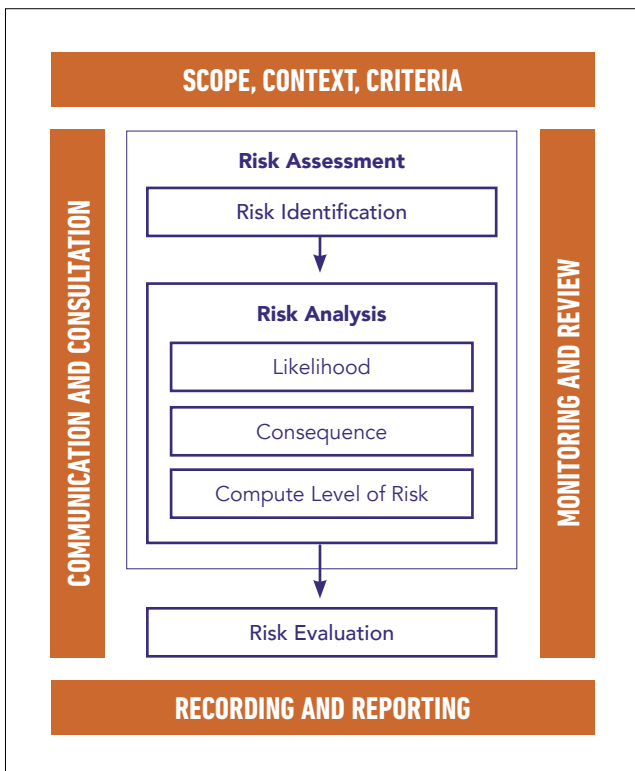 SCOPE, CONTEXT, CRITERIA
COMMUNICATION AND CONSULTATION
Risk Assessment
Risk Identification
Risk Analysis
Likelihood
Consequence
Compute Level of Risk
Risk Evaluation
MONITORING AND REVIEW
RECORDING AND REPORTING